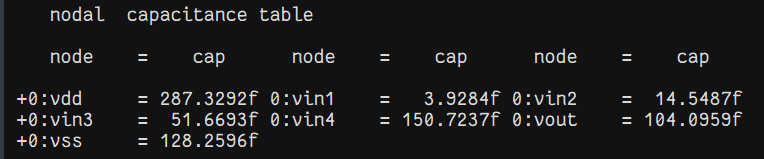 nodal  capacitance table
node    =    cap     node    =    cap     node    =    cap
+0:vdd    = 287.3292f 0:vin1    =   3.9284f 0:vin2    =  14.5487f
+0:vin3    =  51.6693f 0:vin4    = 150.7237f 0:vout    = 104.0959f
+0:vss    = 128.2596f